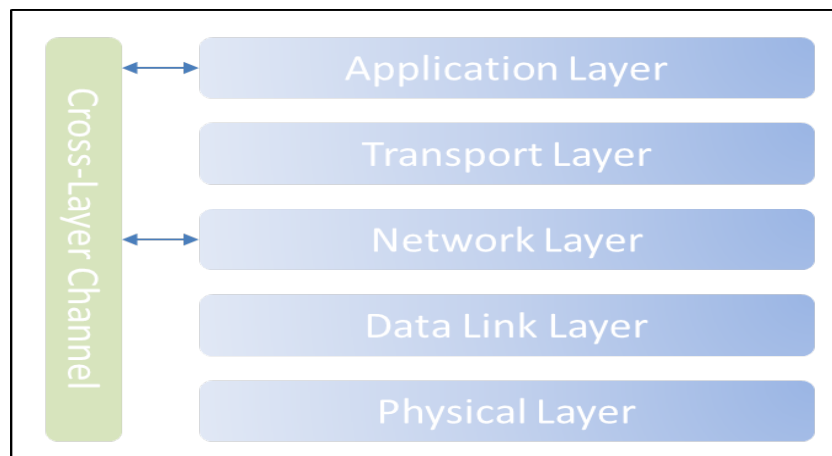 Cross-Layer Channel
Application Layer
Transport Layer
Network Layer
Data Link Layer
Physical Layer